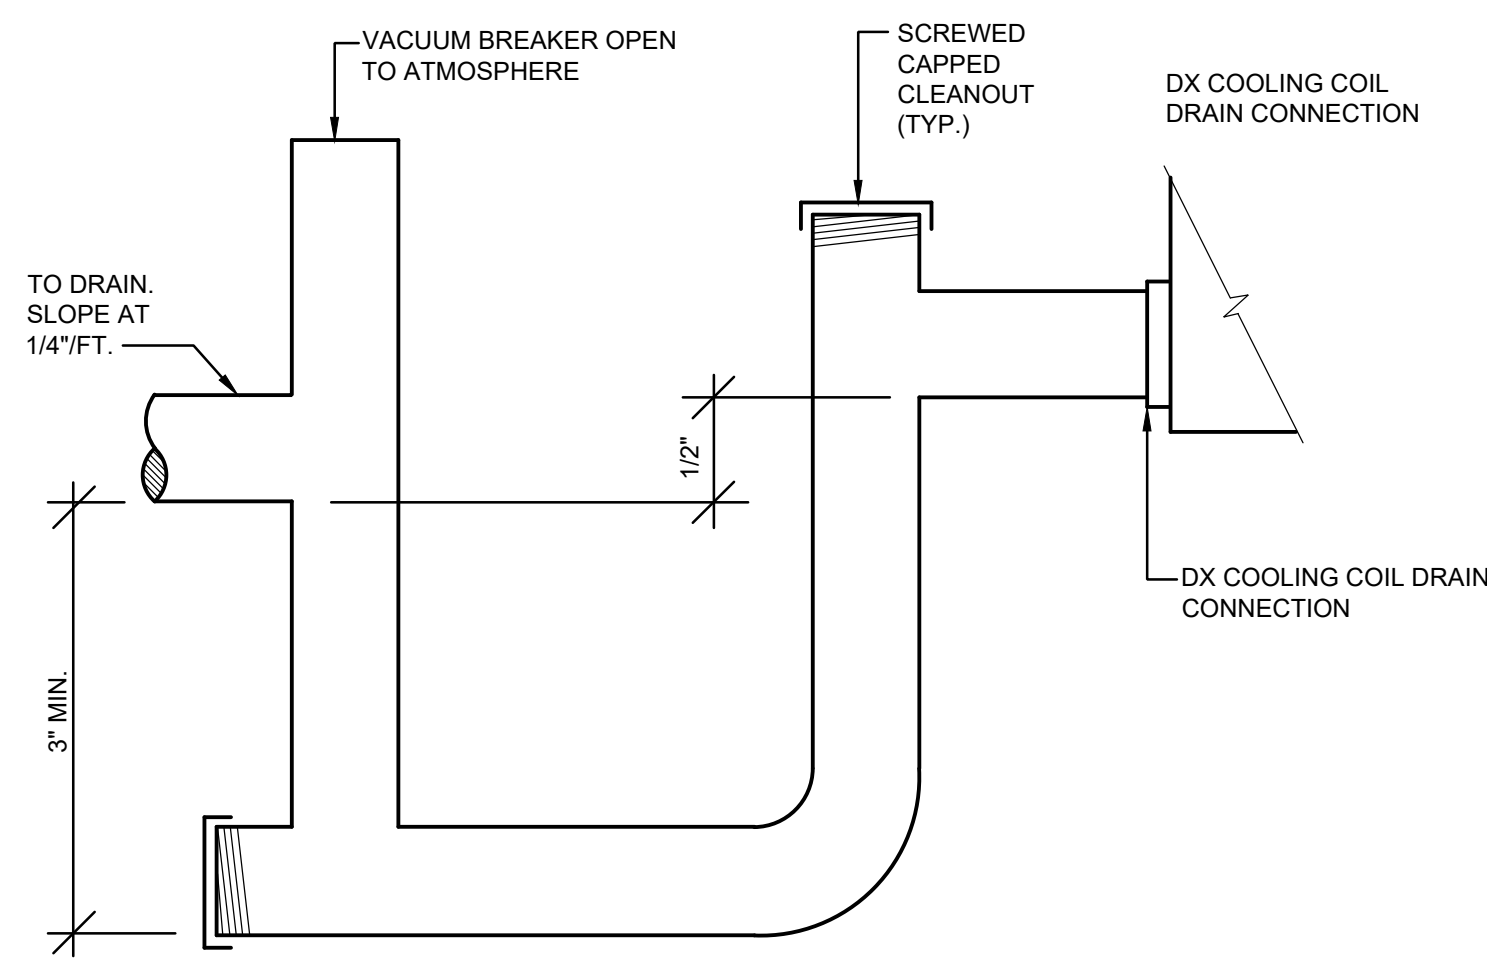 VACUUM BREAKER OPEN
TO ATMOSPHERE
SCREWED
CAPPED
CLEANOUT
(TYP.)
DX COOLING COIL
DRAIN CONNECTION
TO DRAIN.
SLOPE AT
1/4"/FT.
1/2"
DX COOLING COIL DRAIN
CONNECTION
3" MIN.